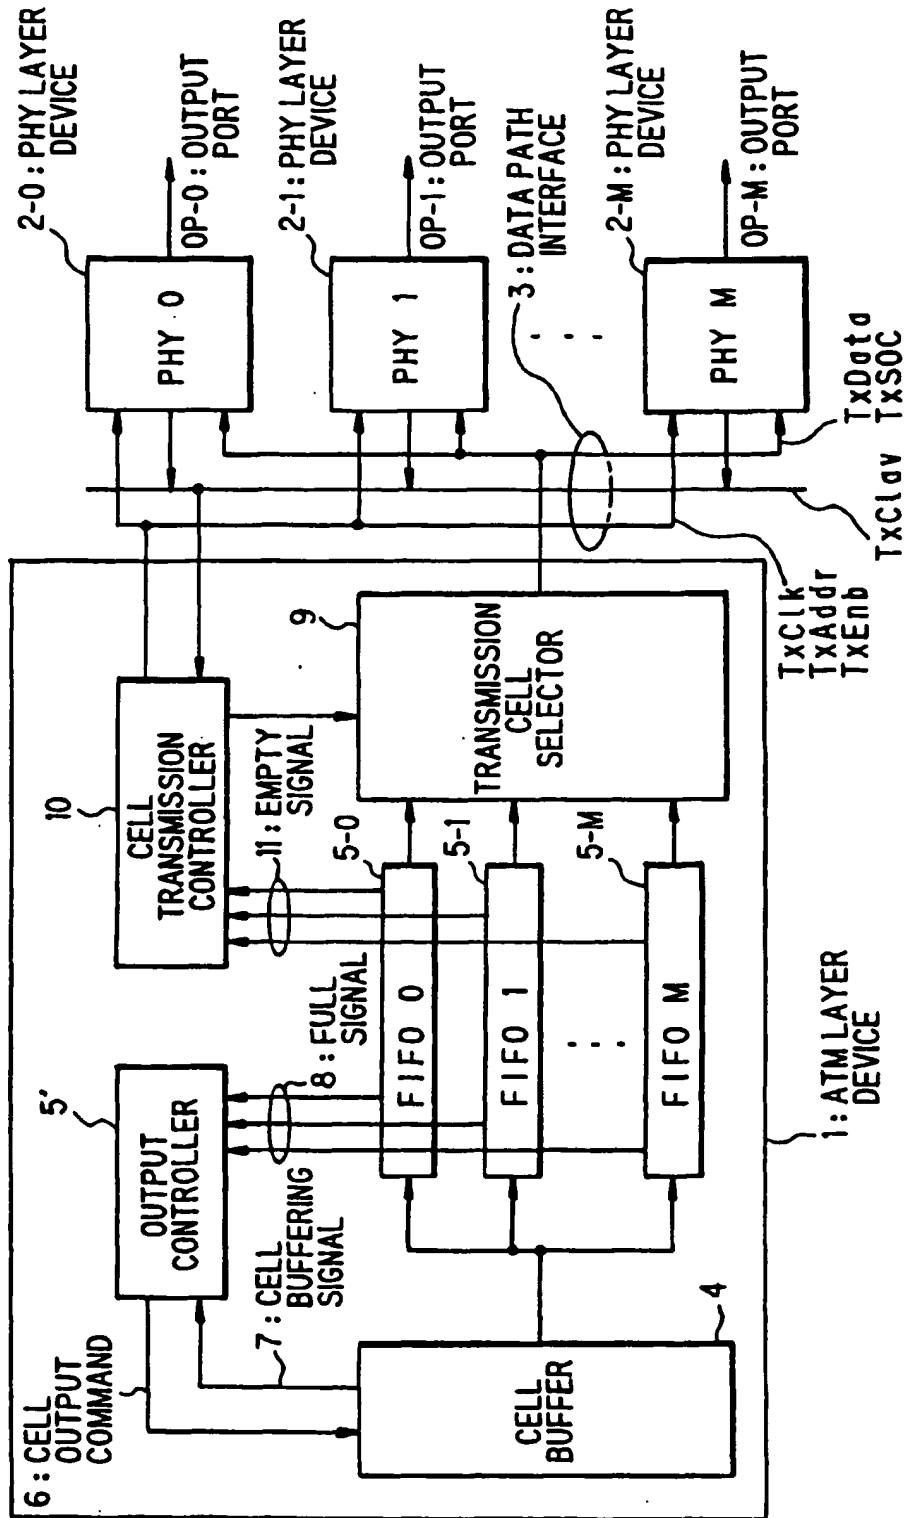 6 : CELL
OUTPUT
COMMAND
5'
OUTPUT
CONTROLLER
7 : CELL
BUFFERING
SIGNAL
8 : FULL
SIGNAL
10
CELL
TRANSMISSION
CONTROLLER
11 : EMPTY
SIGNAL
CELL
BUFFER
4
5-0
FIFO 0
5-1
FIFO 1
. . .
5-M
FIFO M
9
TRANSMISSION
CELL
SELECTOR
1 : ATM LAYER
DEVICE
2-0 : PHY LAYER
DEVICE
PHY 0
OP-0 : OUTPUT
PORT
2-1 : PHY LAYER
DEVICE
PHY 1
OP-1 : OUTPUT
PORT
3 : DATA PATH
INTERFACE
. . .
2-M : PHY LAYER
DEVICE
PHY M
OP-M : OUTPUT
PORT
TxClk
TxAddr
TxEnb
TxClav
TxData
TxSOC